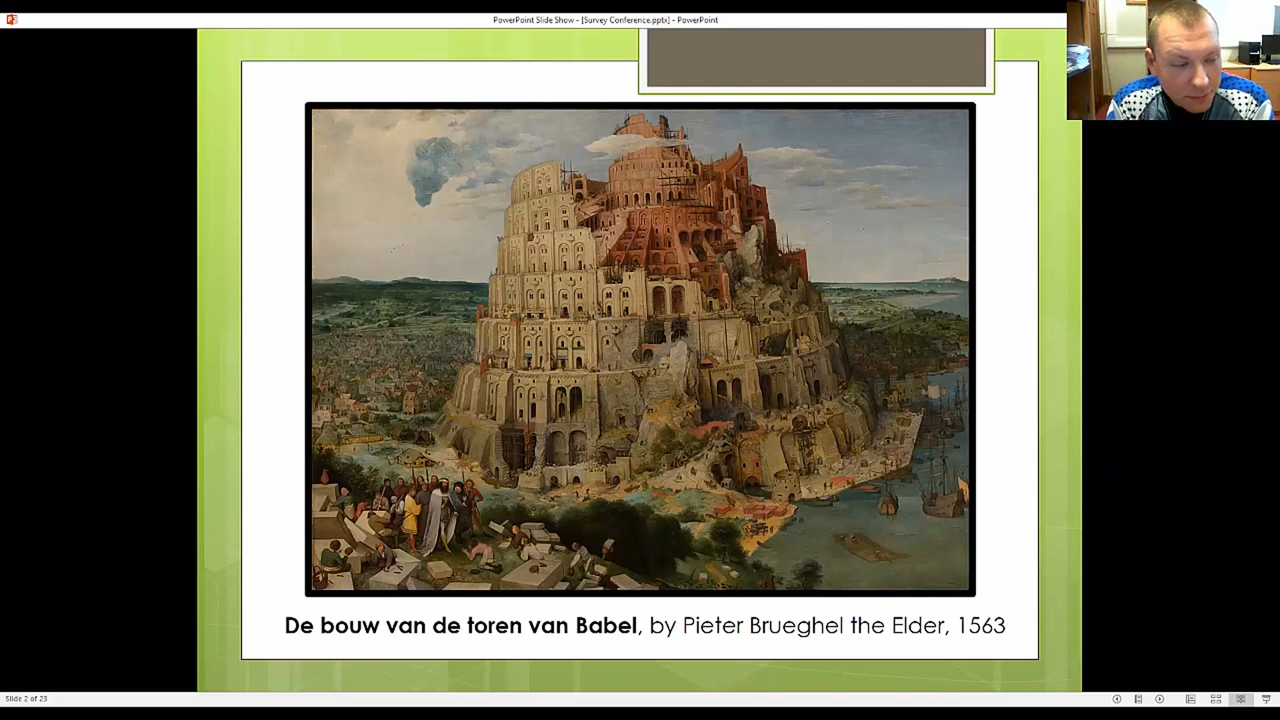 PowerPoint Slide Show - [Survey Conference.pptx] - PowerPoint
De bouw van de toren van Babel, by Pieter Brueghel the Elder, 1563
Slide 2 of 23